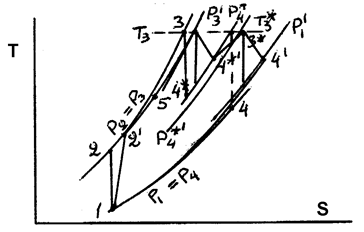 T
T₃
3
P₃'
P₄*
T₃*
3*
P₁'
4*'
4'
4*
5
P₄*'
4
P₂=P₃
2
2'
P₁=P₄
1
S